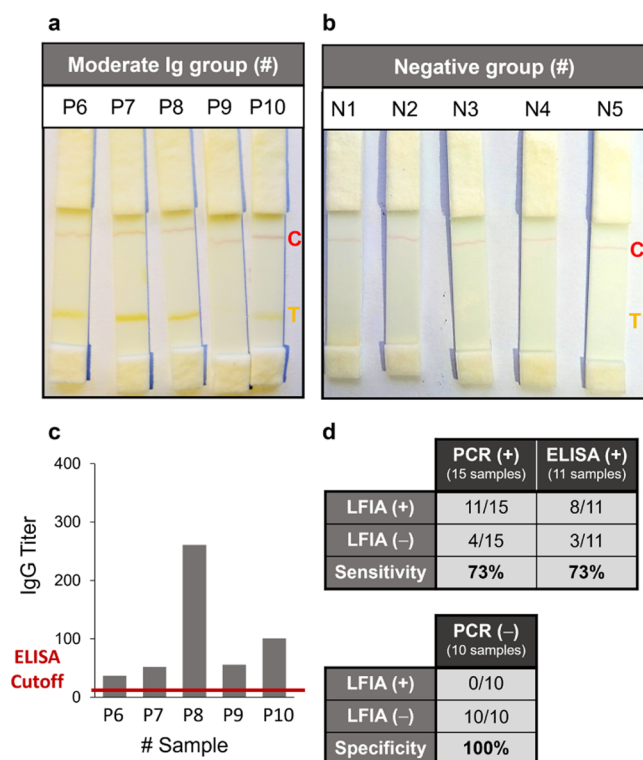 a
Moderate Ig group (#)
P6 P7 P8 P9 P10
C
T
b
Negative group (#)
N1 N2 N3 N4 N5
C
T
c
400
300
200
100
0
IgG Titer
ELISA
Cutoff
P6 P7 P8 P9 P10
# Sample
d
PCR (+) ELISA (+)
(15 samples) (11 samples)
LFIA (+) 11/15 8/11
LFIA (–) 4/15 3/11
Sensitivity 73% 73%
PCR (–)
(10 samples)
LFIA (+) 0/10
LFIA (–) 10/10
Specificity 100%